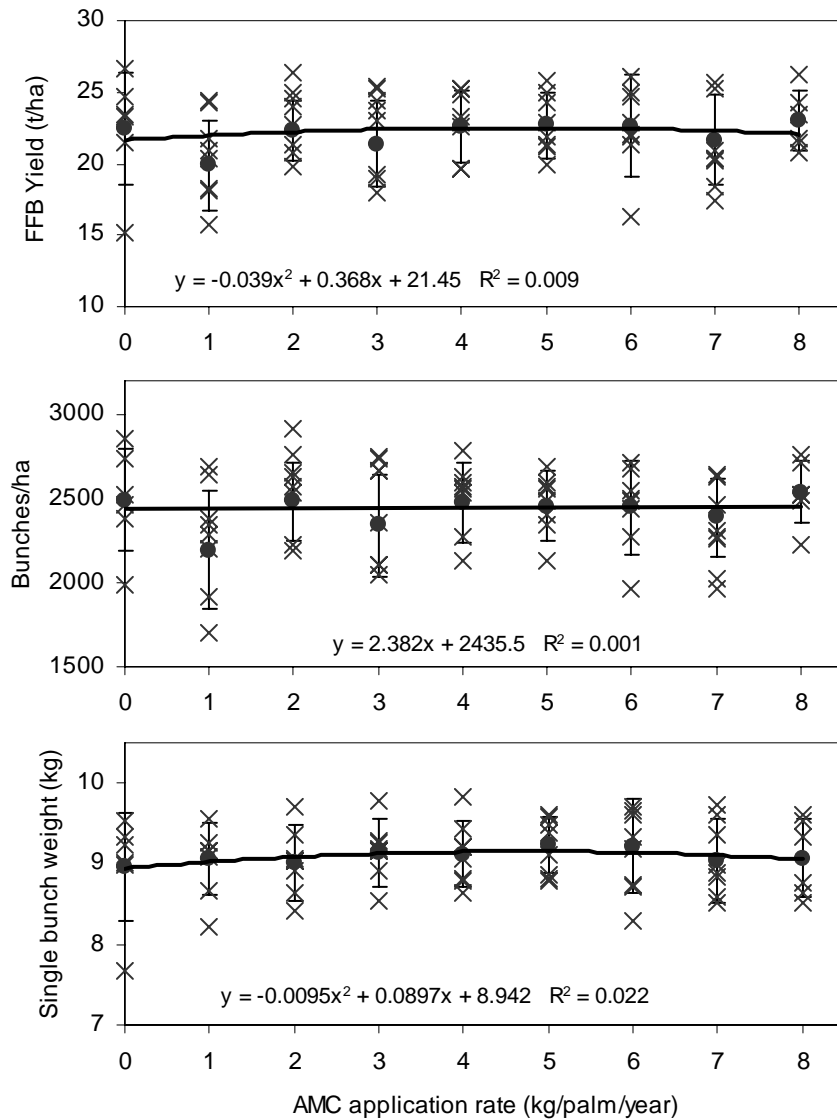 30
25
20
15
10
FFB Yield (t/ha)
y = -0.039x² + 0.368x + 21.45 R² = 0.009
0 1 2 3 4 5 6 7 8
3000
2500
2000
1500
Bunches/ha
y = 2.382x + 2435.5 R² = 0.001
0 1 2 3 4 5 6 7 8
10
9
8
7
Single bunch weight (kg)
y = -0.0095x² + 0.0897x + 8.942 R² = 0.022
0 1 2 3 4 5 6 7 8
AMC application rate (kg/palm/year)